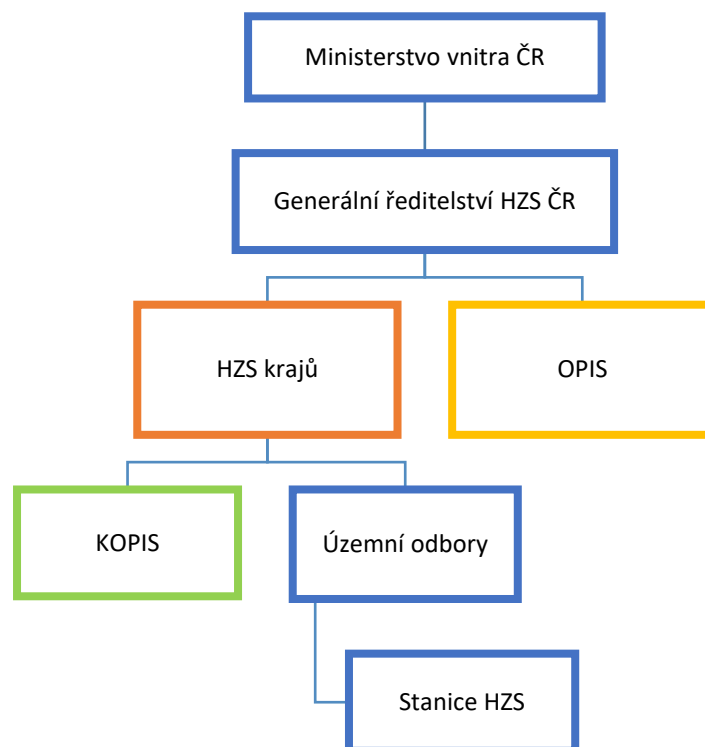 Ministerstvo vnitra ČR
Generální ředitelství HZS ČR
HZS krajů
OPIS
KOPIS
Územní odbory
Stanice HZS